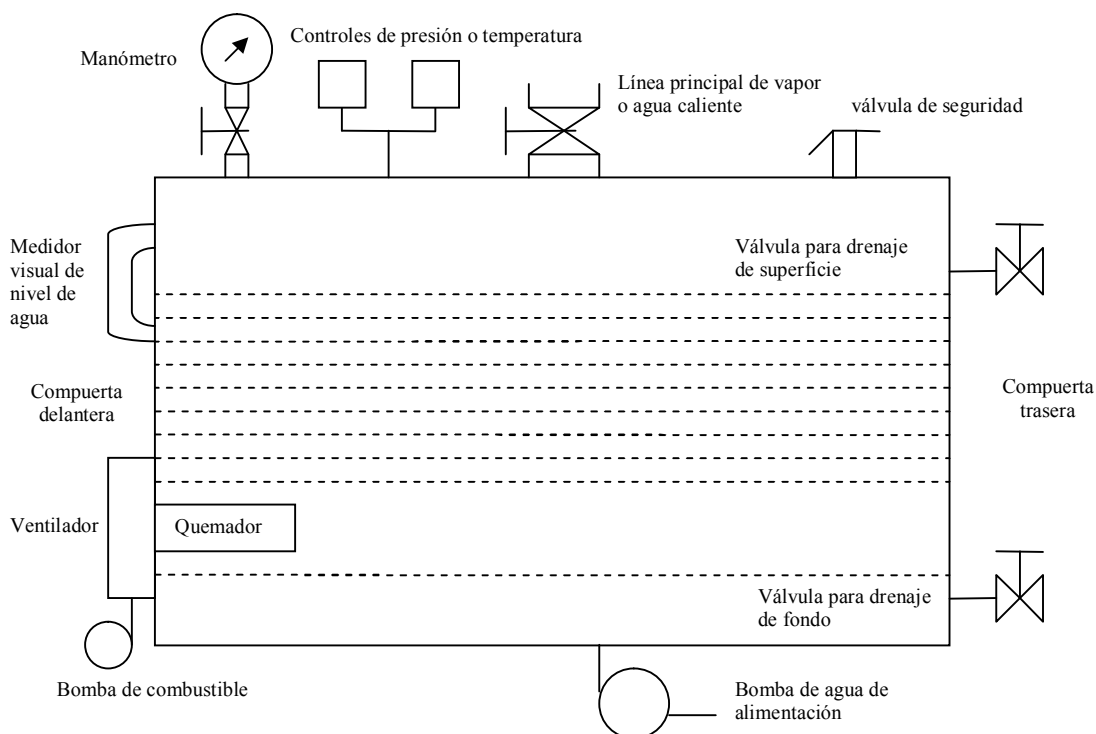 Controles de presión o temperatura
Manómetro
Línea principal de vapor
o agua caliente
válvula de seguridad
Medidor
visual de
nivel de
agua
Válvula para drenaje
de superficie
Compuerta
delantera
Compuerta
trasera
Ventilador
Quemador
Válvula para drenaje
de fondo
Bomba de combustible
Bomba de agua de
alimentación